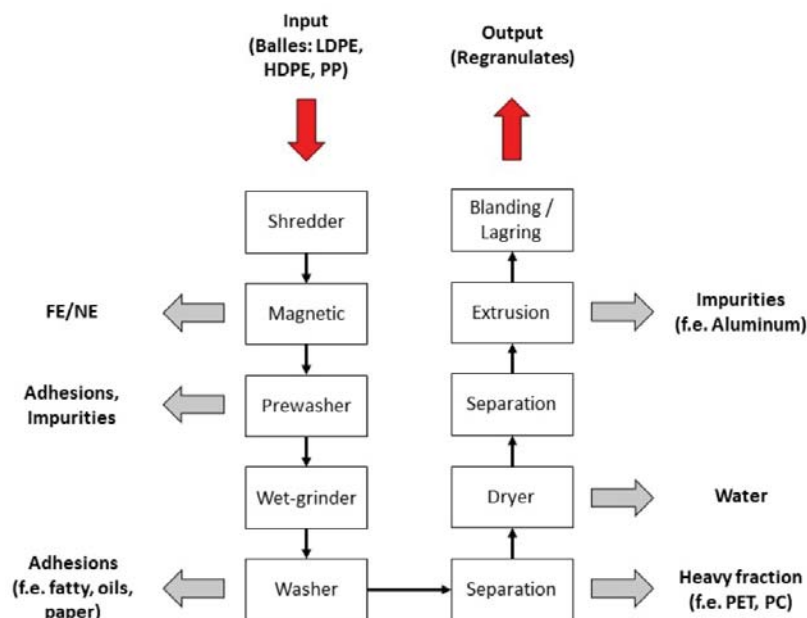 Input
(Balles: LDPE,
HDPE, PP)
Output
(Regranulates)
Shredder
Blanding /
Lagring
FE/NE
Magnetic
Extrusion
Impurities
(f.e. Aluminum)
Adhesions,
Impurities
Prewasher
Separation
Wet-grinder
Dryer
Water
Adhesions
(f.e. fatty, oils,
paper)
Washer
Separation
Heavy fraction
(f.e. PET, PC)